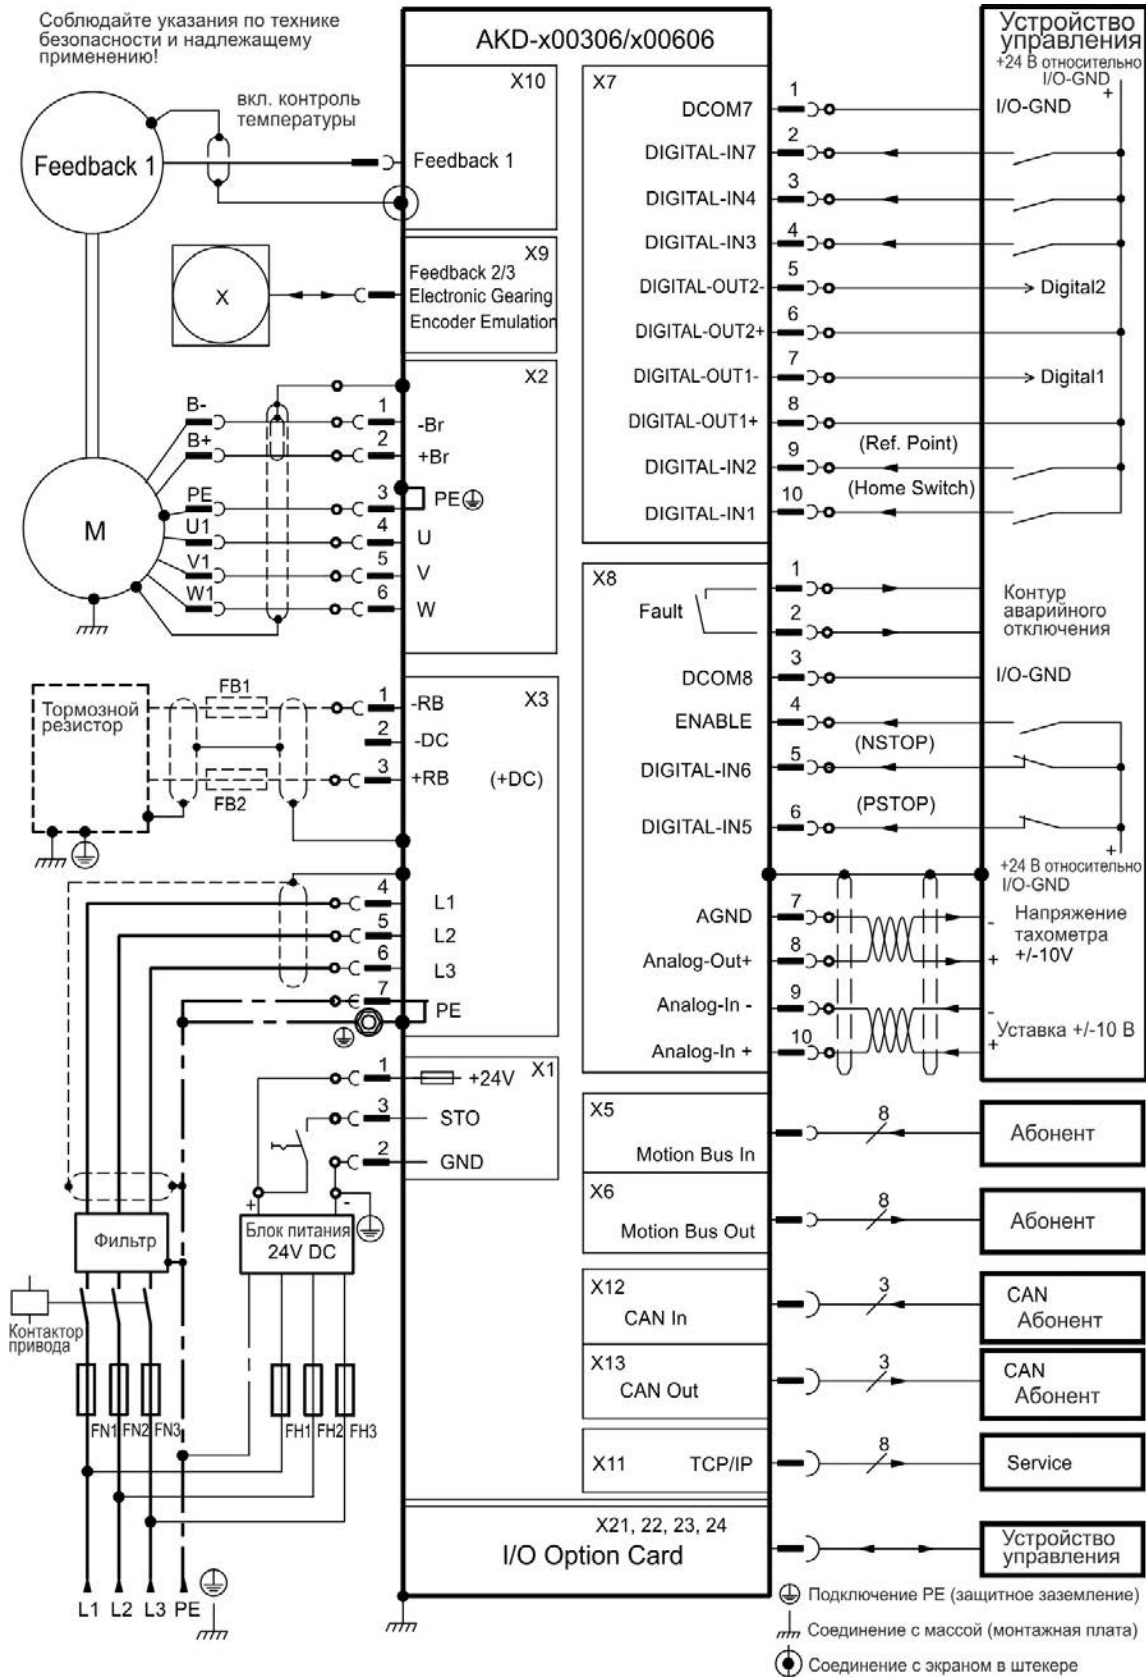 Соблюдайте указания по технике
безопасности и надлежащему
применению!
AKD-x00306/x00606
Устройство
управления
+24 В относительно
I/O-GND
+
X10
вкл. контроль
температуры
Feedback 1
Feedback 1
X9
Feedback 2/3
Electronic Gearing
Encoder Emulation
X
X2
B-
1
-Br
B+
2
+Br
PE
3
PE
U1
4
U
V1
5
V
W1
6
W
M
X3
Тормозной
резистор
FB1
1
-RB
2
-DC
3
+RB
(+DC)
FB2
4
L1
5
L2
6
L3
7
PE
X1
1
+24V
3
STO
2
GND
+
-
Блок питания
24V DC
Фильтр
Контактор
привода
FN1
FN2
FN3
FH1
FH2
FH3
L1
L2
L3
PE
X7
DCOM7
1
I/O-GND
DIGITAL-IN7
2
DIGITAL-IN4
3
DIGITAL-IN3
4
DIGITAL-OUT2-
5
Digital2
DIGITAL-OUT2+
6
DIGITAL-OUT1-
7
Digital1
DIGITAL-OUT1+
8
DIGITAL-IN2
9
(Ref. Point)
DIGITAL-IN1
10
(Home Switch)
X8
Fault
1
2
Контур
аварийного
отключения
DCOM8
3
I/O-GND
ENABLE
4
DIGITAL-IN6
5
(NSTOP)
DIGITAL-IN5
6
(PSTOP)
+
+24 В относительно
I/O-GND
AGND
7
-
Напряжение
тахометра
+/-10V
Analog-Out+
8
+
Analog-In -
9
-
Уставка +/-10 В
Analog-In +
10
+
X5
Motion Bus In
8
Абонент
X6
Motion Bus Out
8
Абонент
X12
CAN In
3
CAN
Абонент
X13
CAN Out
3
CAN
Абонент
X11
TCP/IP
8
Service
X21, 22, 23, 24
I/O Option Card
Устройство
управления
Подключение PE (защитное заземление)
Соединение с массой (монтажная плата)
Соединение с экраном в штекере